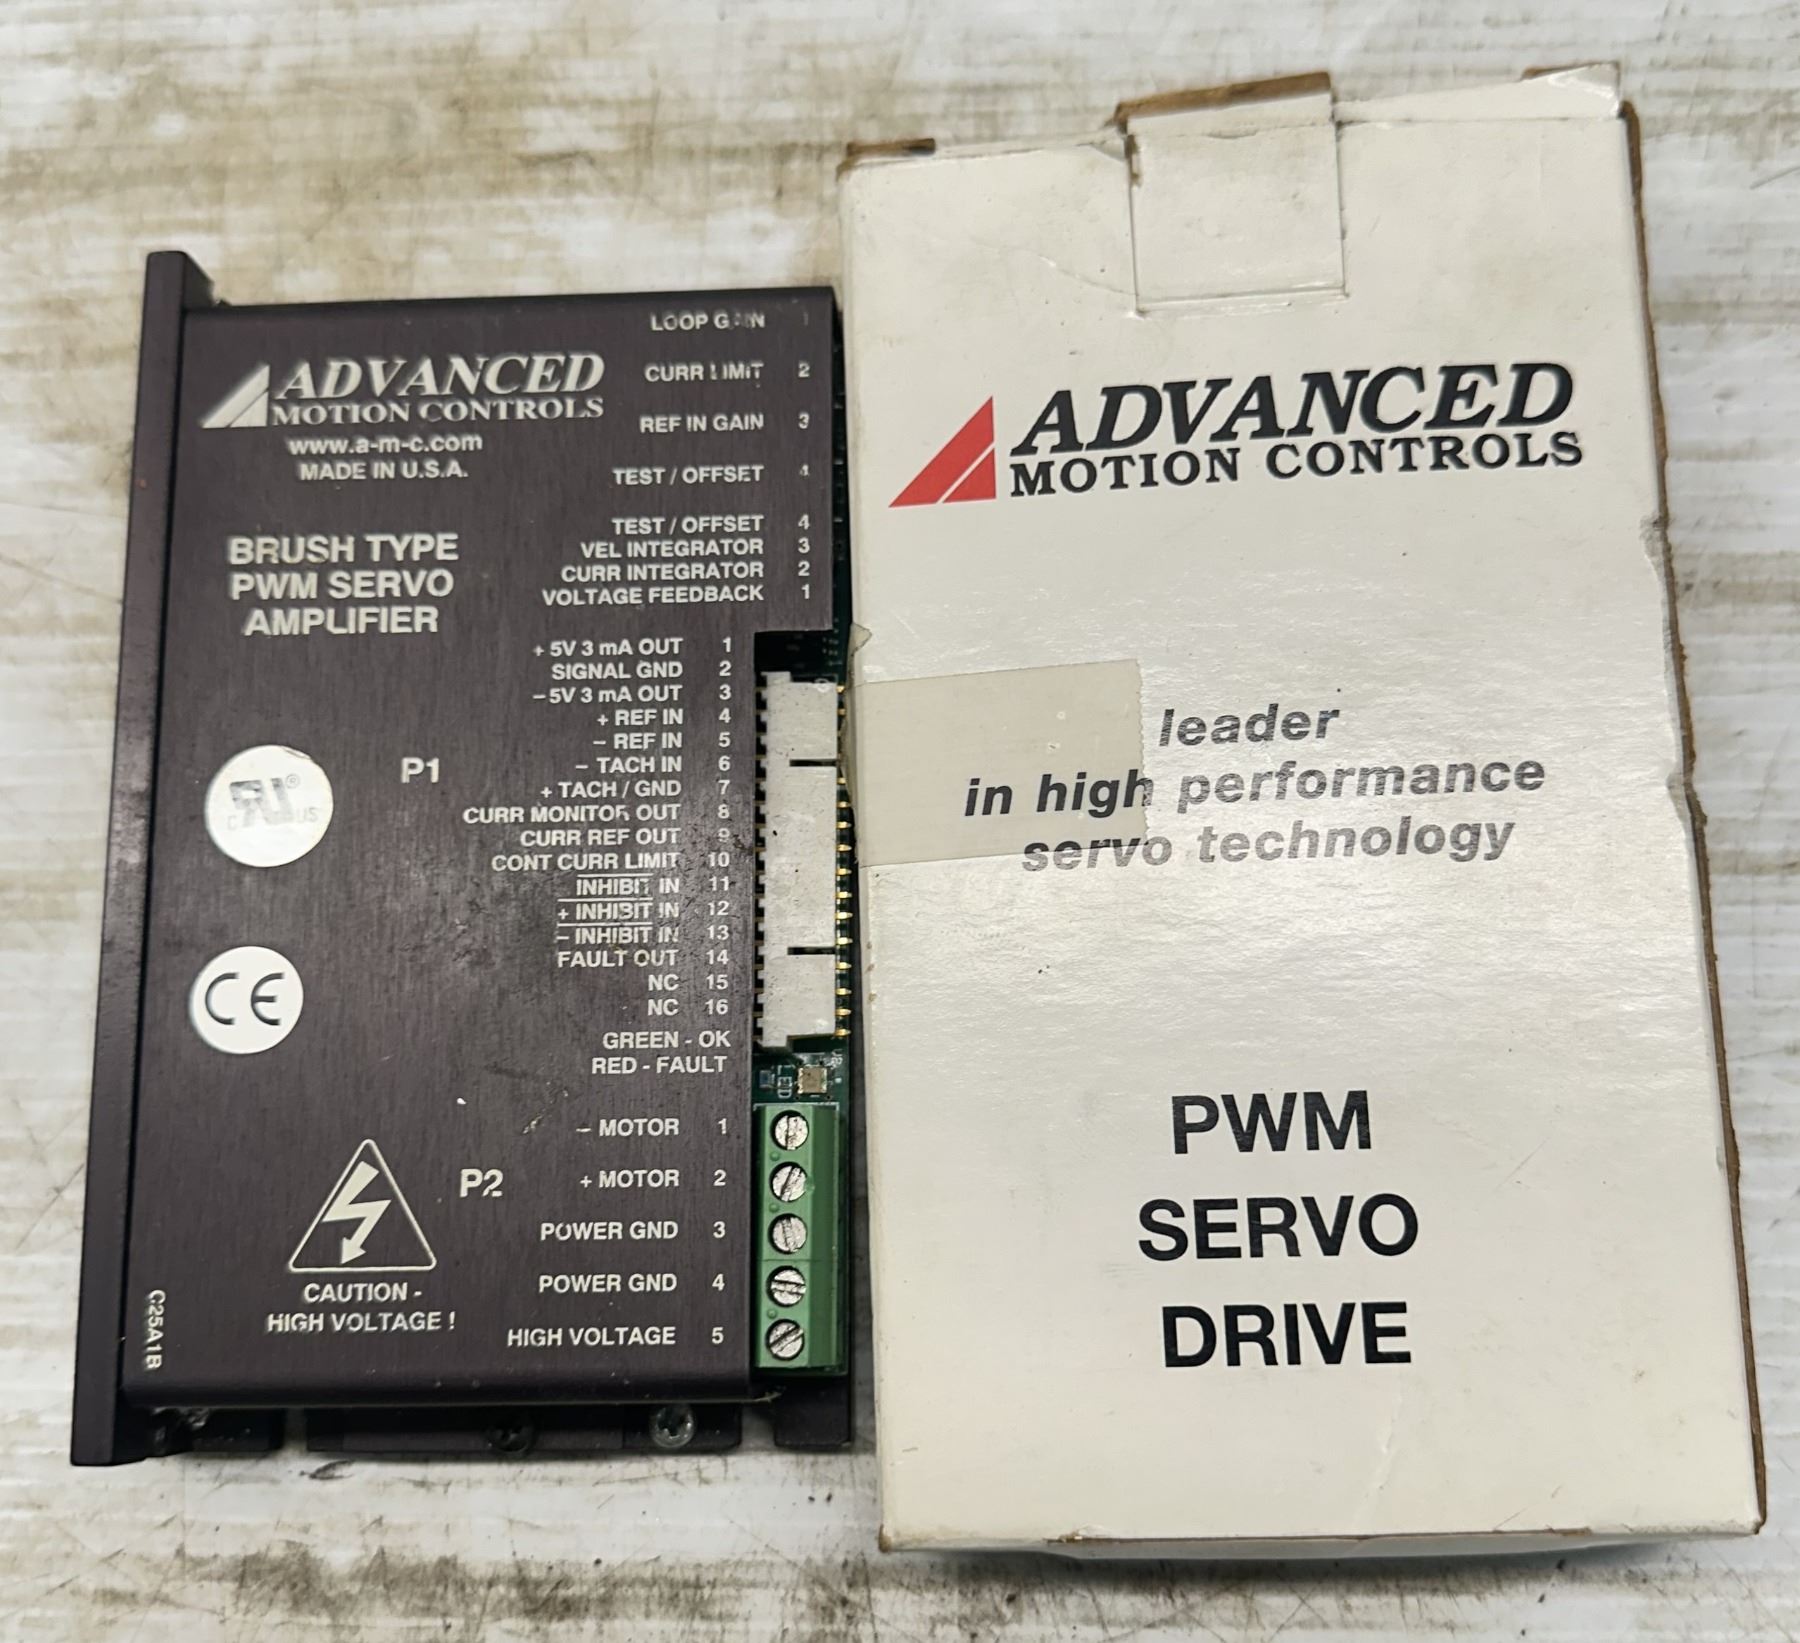 ADVANCED
MOTION CONTROLS
www.a-m-c.com
MADE IN U.S.A.
BRUSH TYPE
PWM SERVO
AMPLIFIER
LOOP GAIN 1
CURR LIMIT 2
REF IN GAIN 3
TEST / OFFSET 4
TEST / OFFSET 4
VEL INTEGRATOR 3
CURR INTEGRATOR 2
VOLTAGE FEEDBACK 1
P1
+ 5V 3 mA OUT 1
SIGNAL GND 2
– 5V 3 mA OUT 3
+ REF IN 4
– REF IN 5
– TACH IN 6
+ TACH / GND 7
CURR MONITOR OUT 8
CURR REF OUT 9
CONT CURR LIMIT 10
INHIBIT IN 11
+ INHIBIT IN 12
– INHIBIT IN 13
FAULT OUT 14
NC 15
NC 16
GREEN - OK
RED - FAULT
CE
P2
– MOTOR 1
+ MOTOR 2
POWER GND 3
POWER GND 4
HIGH VOLTAGE 5
CAUTION -
HIGH VOLTAGE !
C25A1B
LED
ADVANCED
MOTION CONTROLS
leader
in high performance
servo technology
PWM
SERVO
DRIVE